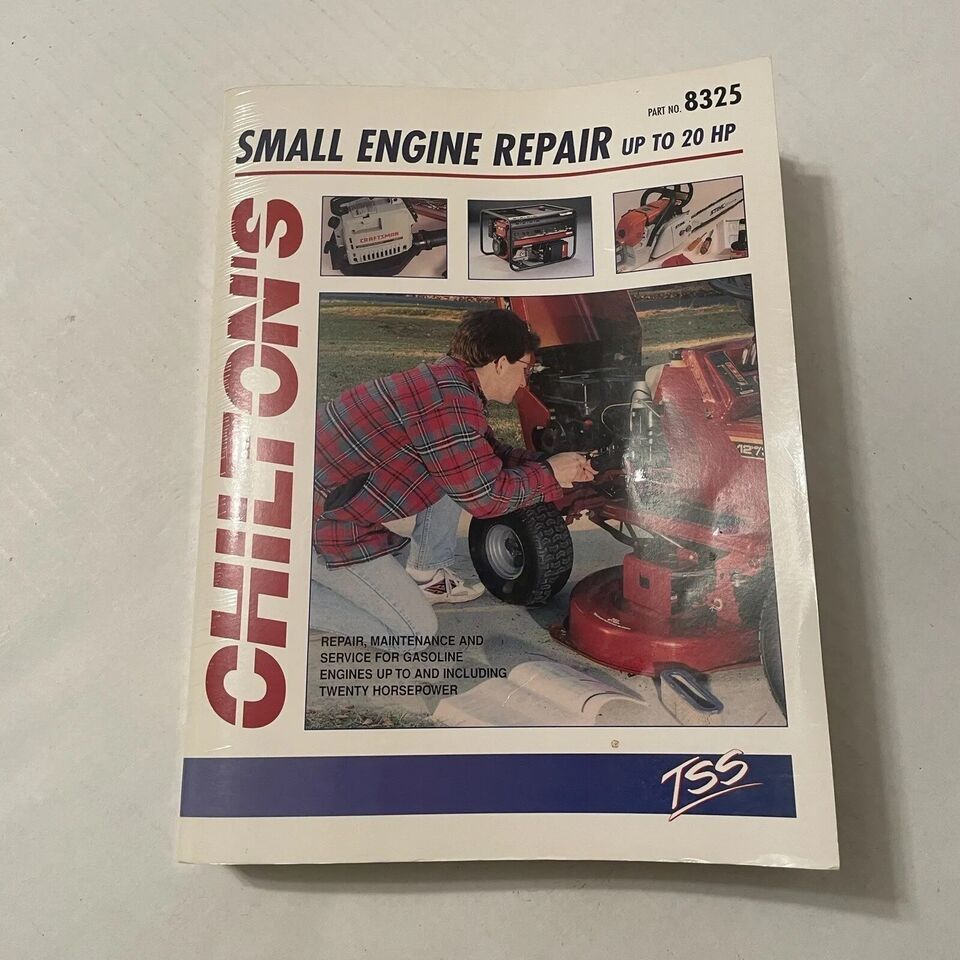 PART NO. 8325
SMALL ENGINE REPAIR UP TO 20 HP
CHILTON'S
CRAFTSMAN
STIHL
REPAIR, MAINTENANCE AND
SERVICE FOR GASOLINE
ENGINES UP TO AND INCLUDING
TWENTY HORSEPOWER
TSS